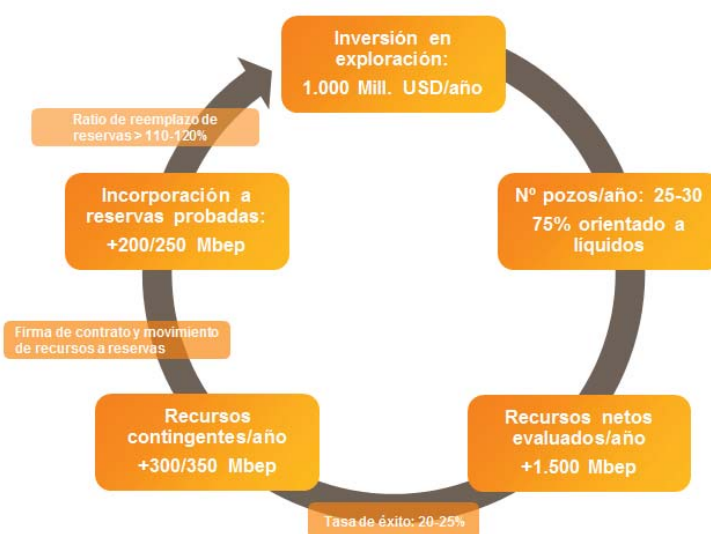 Inversión en
exploración:
1.000 Mill. USD/año
Nº pozos/año: 25-30
75% orientado a
líquidos
Recursos netos
evaluados/año
+1.500 Mbep
Tasa de éxito: 20-25%
Recursos
contingentes/año
+300/350 Mbep
Firma de contrato y movimiento
de recursos a reservas
Incorporación a
reservas probadas:
+200/250 Mbep
Ratio de reemplazo de
reservas > 110-120%